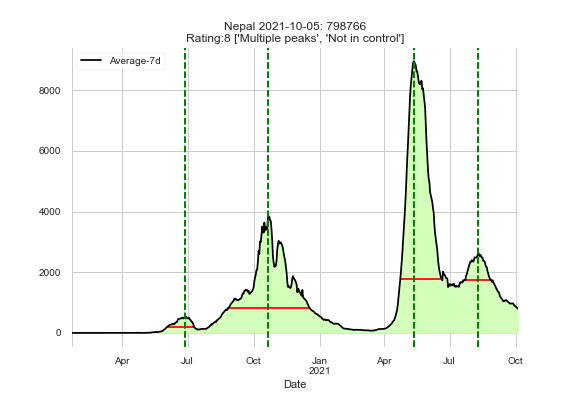 Nepal 2021-10-05: 798766
Rating:8 ['Multiple peaks', 'Not in control']
Average-7d
8000
6000
4000
2000
0
Apr
Jul
Oct
Jan
2021
Apr
Jul
Oct
Date